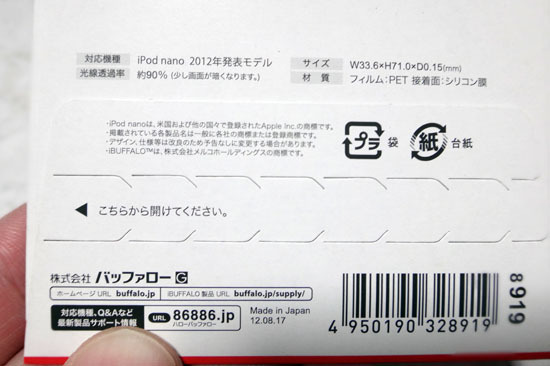 対応機種 iPod nano 2012年発表モデル サイズ W33.6×H71.0×D0.15(mm)
光線透過率 約90%(少し画面が暗くなります。) 材質 フィルム:PET 接着面:シリコン膜
・iPod nanoは、米国および他の国々で登録されたApple Inc.の商標です。
・掲載されている各製品名は一般に各社の商標または登録商標です。
・デザイン、仕様等は改良のため予告なしに変更する場合があります。
・iBUFFALO™は、株式会社メルコホールディングスの商標です。
プラ 袋 紙 台紙
◀ こちらから開けてください。
株式会社 バッファロー G
ホームページ URL buffalo.jp iBUFFALO 製品 URL buffalo.jp/supply/
対応機種、Q&Aなど
最新製品サポート情報
URL 86886.jp
ハローバッファロー
Made in Japan
12.08.17
4 950190 328919
8919